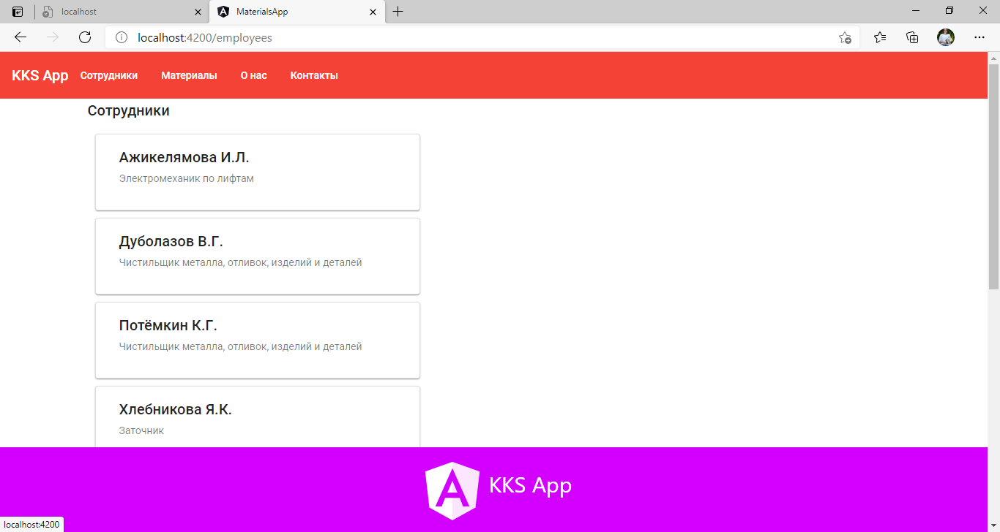 localhost
MaterialsApp
localhost:4200/employees
KKS App Сотрудники Материалы О нас Контакты
Сотрудники
Ажикелямова И.Л.
Электромеханик по лифтам
Дуболазов В.Г.
Чистильщик металла, отливок, изделий и деталей
Потёмкин К.Г.
Чистильщик металла, отливок, изделий и деталей
Хлебникова Я.К.
Заточник
KKS App
localhost:4200